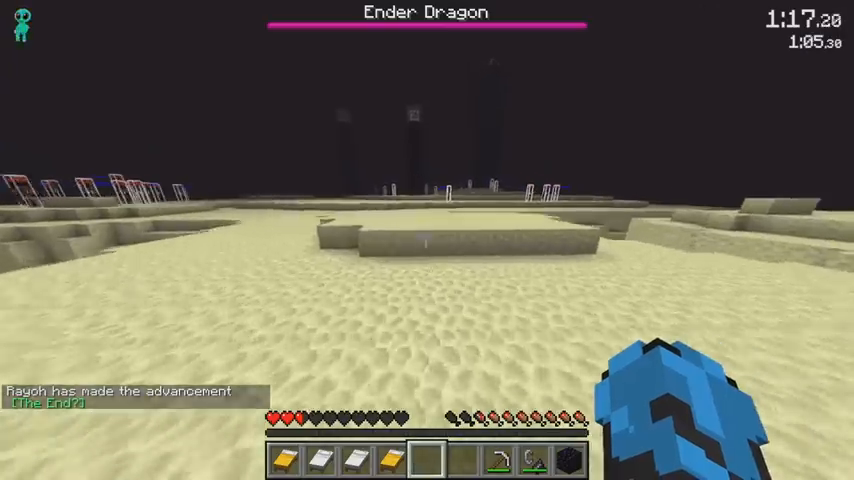 Ender Dragon
1:17.20
1:05.30
Rayoh has made the advancement
[The End?]